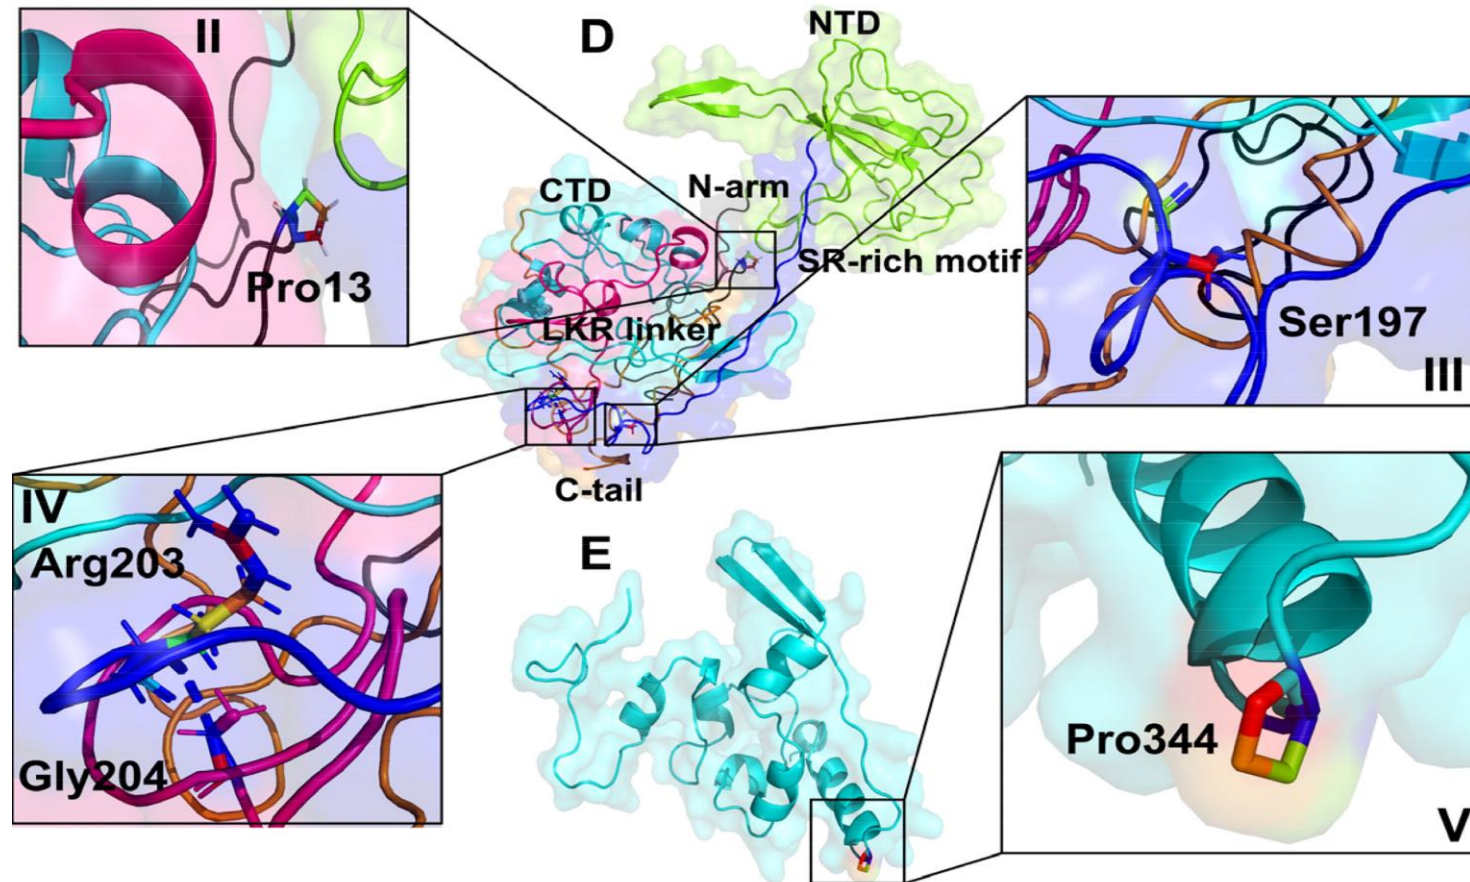 II
Pro13
D
NTD
CTD
N-arm
SR-rich motif
LKR linker
C-tail
Ser197
III
IV
Arg203
Gly204
E
Pro344
V